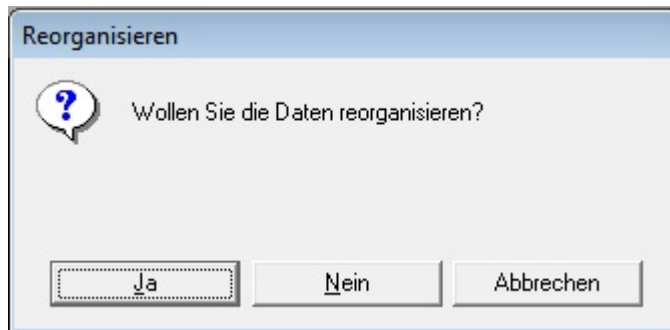 Reorganisieren
Wollen Sie die Daten reorganisieren?
Ja Nein Abbrechen